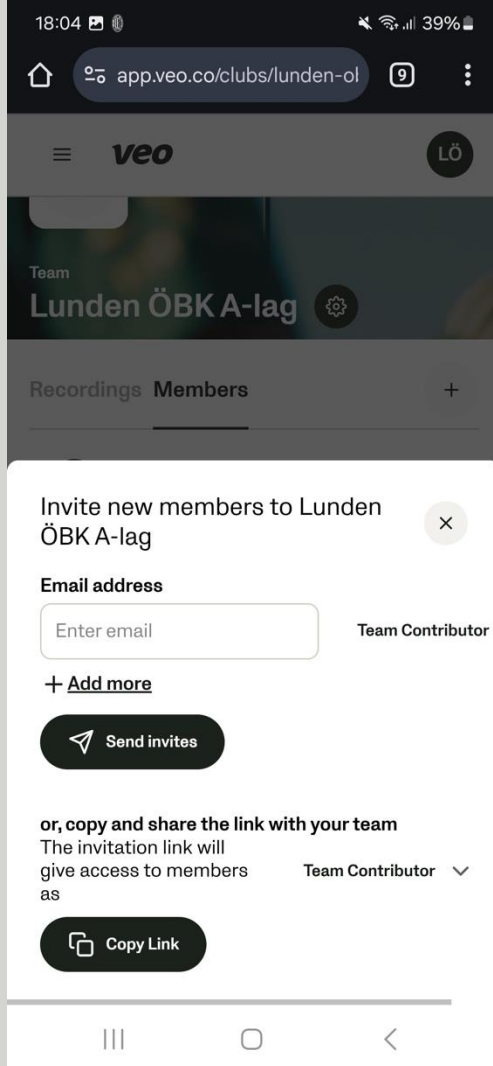 18:04
39%
app.veo.co/clubs/lunden-ol
9
veo
LÖ
Team
Lunden ÖBK A-lag
Recordings Members
+
Invite new members to Lunden
ÖBK A-lag
Email address
Enter email
Team Contributor
+ Add more
Send invites
or, copy and share the link with your team
The invitation link will
give access to members
as
Team Contributor
Copy Link